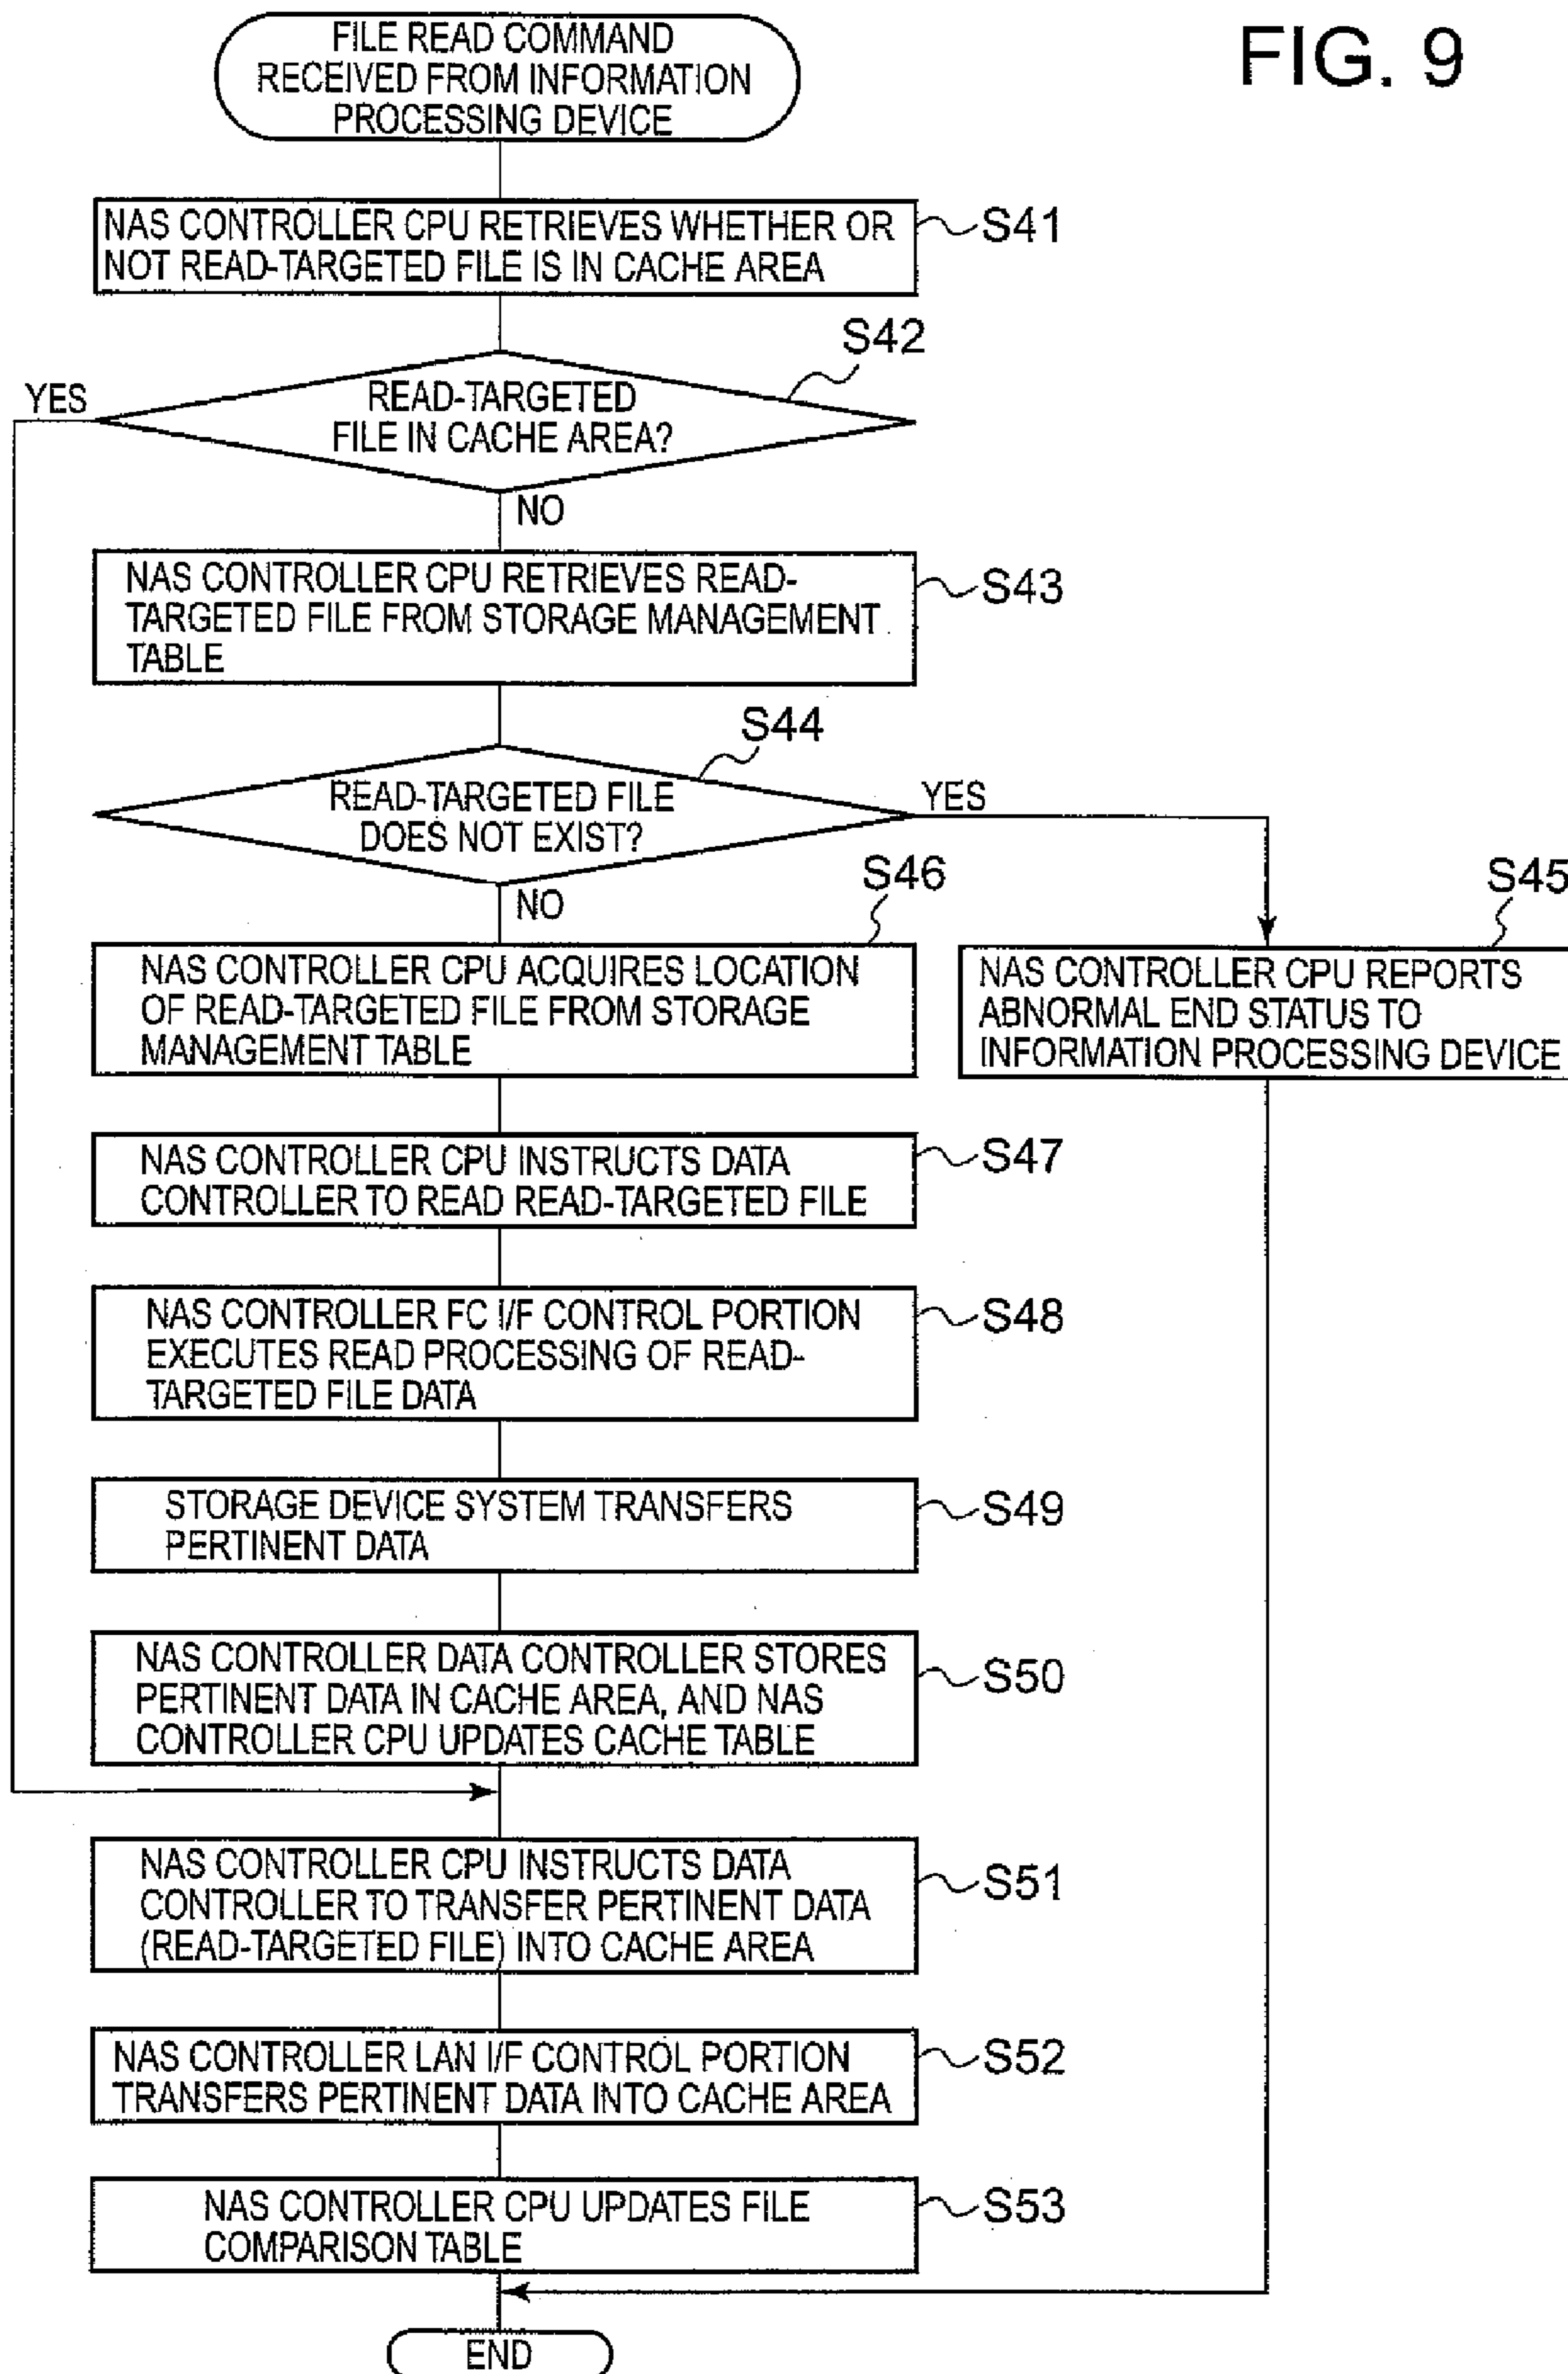 FIG. 9
FILE READ COMMAND
RECEIVED FROM INFORMATION
PROCESSING DEVICE
NAS CONTROLLER CPU RETRIEVES WHETHER OR
NOT READ-TARGETED FILE IS IN CACHE AREA
S41
S42
YES
READ-TARGETED
FILE IN CACHE AREA?
NO
NAS CONTROLLER CPU RETRIEVES READ-
TARGETED FILE FROM STORAGE MANAGEMENT
TABLE
S43
S44
READ-TARGETED FILE
DOES NOT EXIST?
YES
NO
S46
S45
NAS CONTROLLER CPU ACQUIRES LOCATION
OF READ-TARGETED FILE FROM STORAGE
MANAGEMENT TABLE
NAS CONTROLLER CPU REPORTS
ABNORMAL END STATUS TO
INFORMATION PROCESSING DEVICE
NAS CONTROLLER CPU INSTRUCTS DATA
CONTROLLER TO READ READ-TARGETED FILE
S47
NAS CONTROLLER FC I/F CONTROL PORTION
EXECUTES READ PROCESSING OF READ-
TARGETED FILE DATA
S48
STORAGE DEVICE SYSTEM TRANSFERS
PERTINENT DATA
S49
NAS CONTROLLER DATA CONTROLLER STORES
PERTINENT DATA IN CACHE AREA, AND NAS
CONTROLLER CPU UPDATES CACHE TABLE
S50
NAS CONTROLLER CPU INSTRUCTS DATA
CONTROLLER TO TRANSFER PERTINENT DATA
(READ-TARGETED FILE) INTO CACHE AREA
S51
NAS CONTROLLER LAN I/F CONTROL PORTION
TRANSFERS PERTINENT DATA INTO CACHE AREA
S52
NAS CONTROLLER CPU UPDATES FILE
COMPARISON TABLE
S53
END